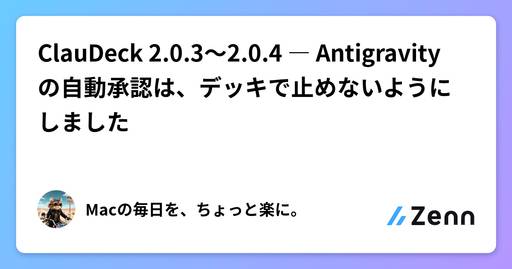 ClauDeck 2.0.3〜2.0.4 — Antigravity
の自動承認は、デッキで止めないように
しました
Macの毎日を、ちょっと楽に。
Zenn